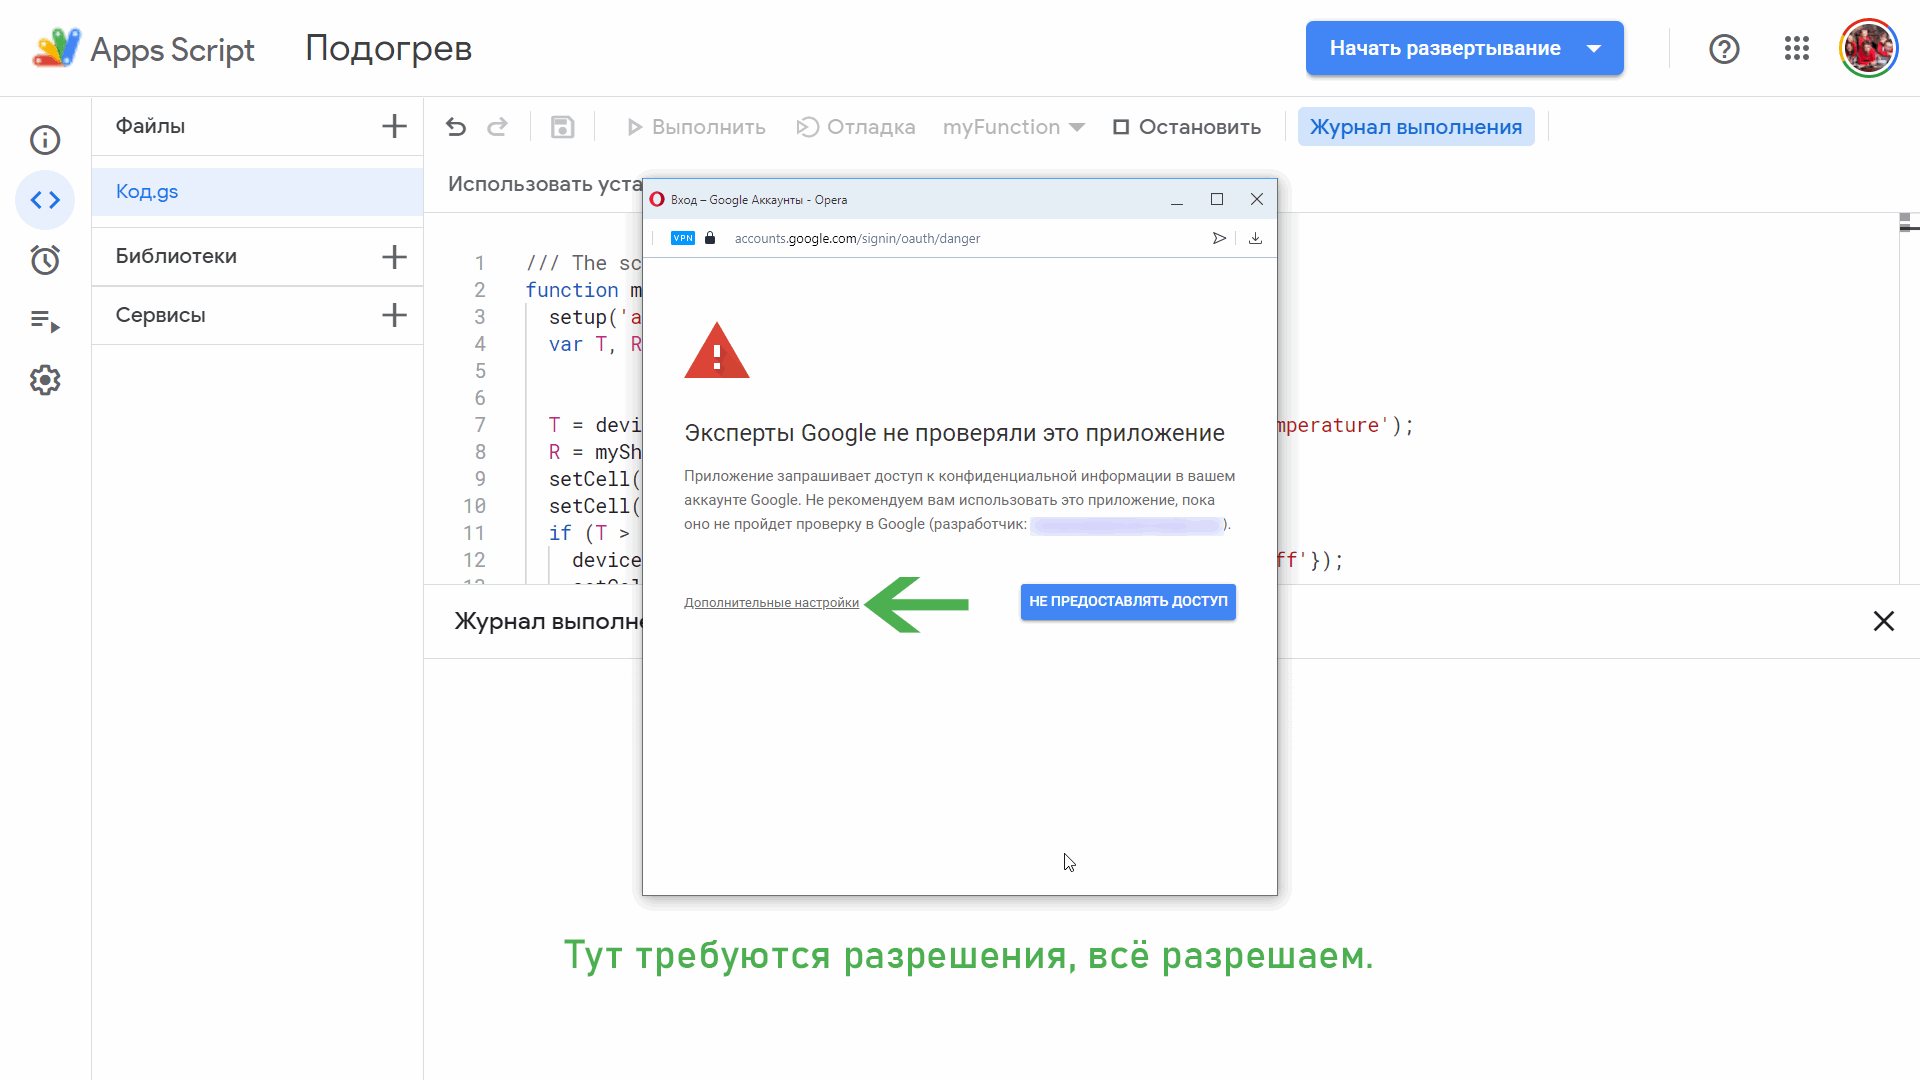 Apps Script
Подогрев
Начать развертывание
Файлы
Код.gs
Библиотеки
Сервисы
Выполнить
Отладка
myFunction
Остановить
Журнал выполнения
Использовать уста
1 /// The sc
2 function m
3 setup('a
4 var T, R
5
6
7 T = devi mperature');
8 R = mySh
9 setCell(
10 setCell(
11 if (T >
12 device ff'});
Журнал выполне
Вход – Google Аккаунты - Opera
VPN
accounts.google.com/signin/oauth/danger
Эксперты Google не проверяли это приложение
Приложение запрашивает доступ к конфиденциальной информации в вашем
аккаунте Google. Не рекомендуем вам использовать это приложение, пока
оно не пройдет проверку в Google (разработчик: ).
Дополнительные настройки
НЕ ПРЕДОСТАВЛЯТЬ ДОСТУП
Тут требуются разрешения, всё разрешаем.